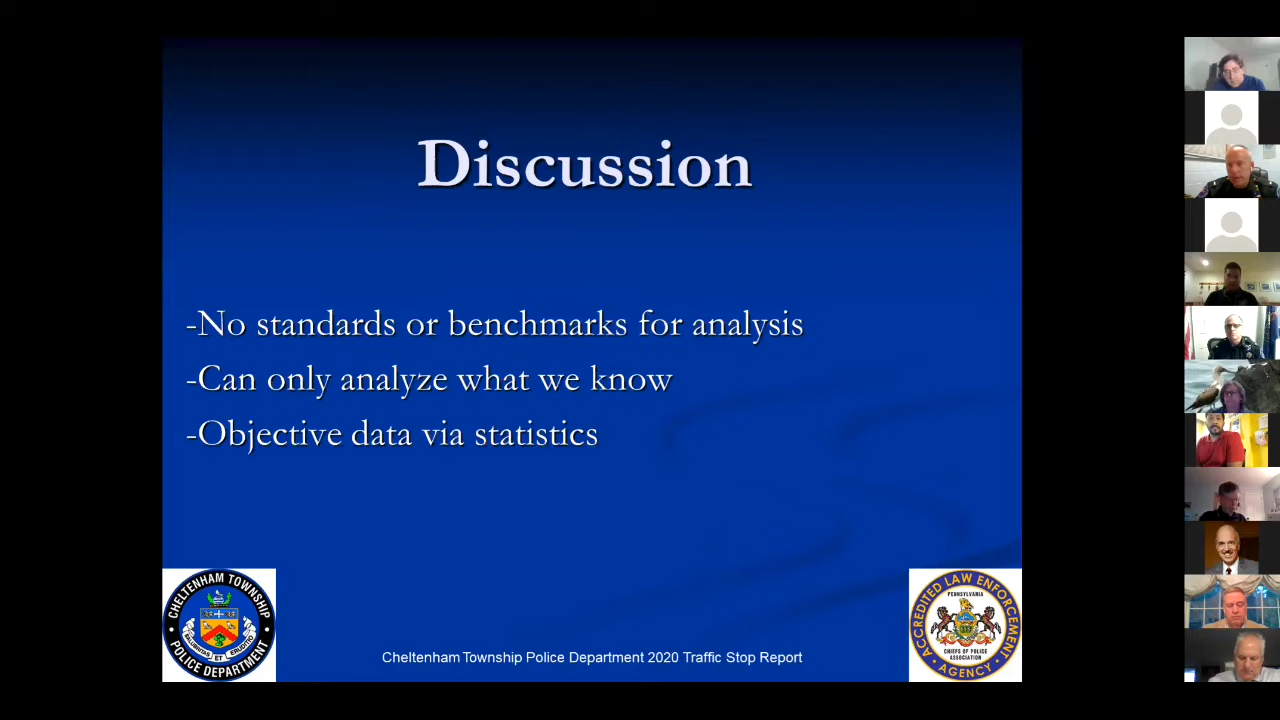 Discussion
-No standards or benchmarks for analysis
-Can only analyze what we know
-Objective data via statistics
CHELTENHAM TOWNSHIP
POLICE DEPARTMENT
Cheltenham Township Police Department 2020 Traffic Stop Report
ACCREDITED LAW ENFORCEMENT
PENNSYLVANIA
CHIEFS OF POLICE
ASSOCIATION
AGENCY